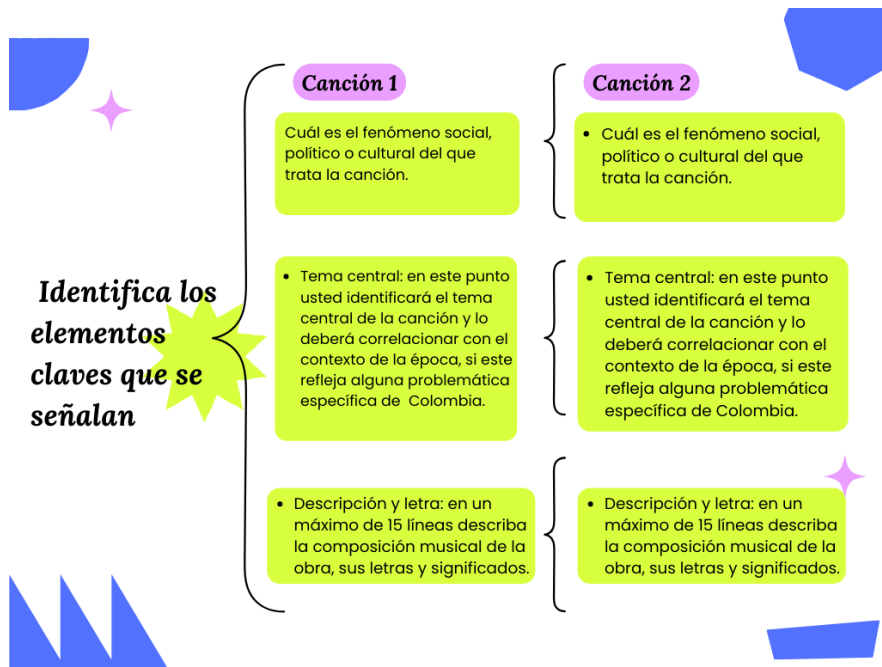 Identifica los
elementos
claves que se
señalan
Canción 1
Cuál es el fenómeno social,
político o cultural del que
trata la canción.
• Tema central: en este punto
usted identificará el tema
central de la canción y lo
deberá correlacionar con el
contexto de la época, si este
refleja alguna problemática
específica de Colombia.
• Descripción y letra: en un
máximo de 15 líneas describa
la composición musical de la
obra, sus letras y significados.
Canción 2
• Cuál es el fenómeno social,
político o cultural del que
trata la canción.
• Tema central: en este punto
usted identificará el tema
central de la canción y lo
deberá correlacionar con el
contexto de la época, si este
refleja alguna problemática
específica de Colombia.
• Descripción y letra: en un
máximo de 15 líneas describa
la composición musical de la
obra, sus letras y significados.